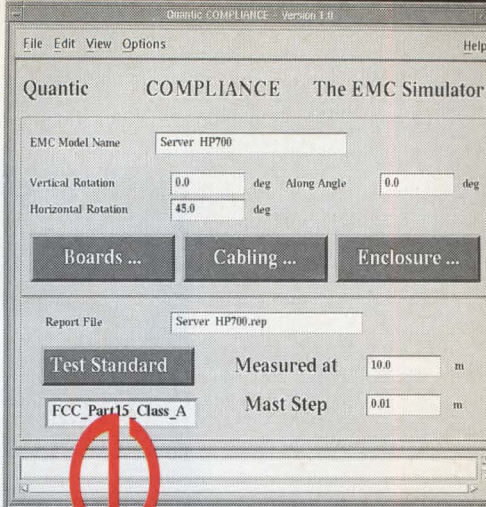 Quantic COMPLIANCE - Version 1.0
File Edit View Options Help
Quantic COMPLIANCE The EMC Simulator
EMC Model Name Server HP700
Vertical Rotation 0.0 deg Along Angle 0.0 deg
Horizontal Rotation 45.0 deg
Boards ... Cabling ... Enclosure ...
Report File Server HP700.rep
Test Standard Measured at 10.0 m
FCC_Part15_Class_A Mast Step 0.01 m